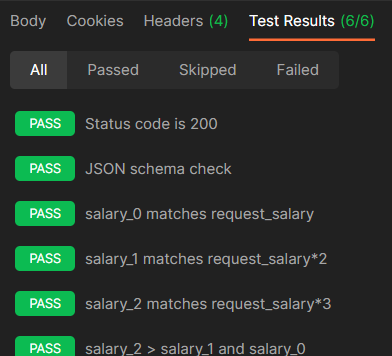 Body Cookies Headers (4) Test Results (6/6)
All Passed Skipped Failed
PASS Status code is 200
PASS JSON schema check
PASS salary_0 matches request_salary
PASS salary_1 matches request_salary*2
PASS salary_2 matches request_salary*3
PASS salary_2 > salary_1 and salary_0